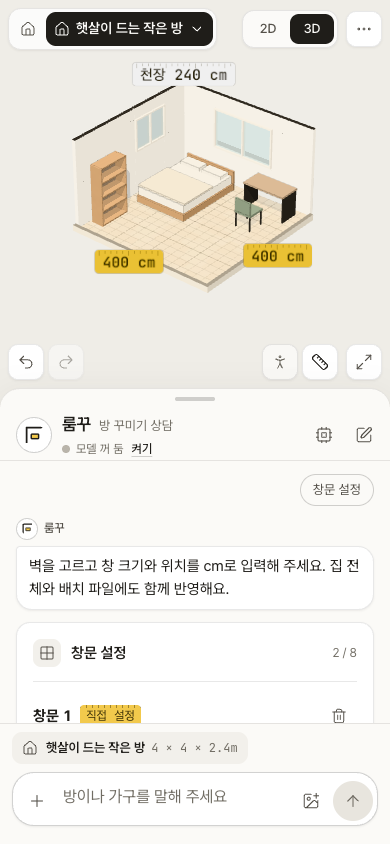 햇살이 드는 작은 방
2D
3D
천장 240 cm
400 cm
400 cm
룸꾸 방 꾸미기 상담
모델 꺼 둠 켜기
창문 설정
룸꾸
벽을 고르고 창 크기와 위치를 cm로 입력해 주세요. 집 전
체와 배치 파일에도 함께 반영해요.
창문 설정
2 / 8
창문 1 직접 설정
햇살이 드는 작은 방 4 × 4 × 2.4m
방이나 가구를 말해 주세요